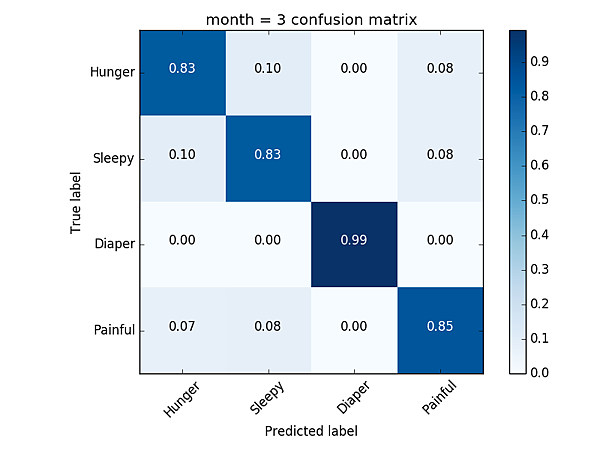 month = 3 confusion matrix
Hunger 0.83 0.10 0.00 0.08
Sleepy 0.10 0.83 0.00 0.08
Diaper 0.00 0.00 0.99 0.00
Painful 0.07 0.08 0.00 0.85
True label
Hunger Sleepy Diaper Painful
Predicted label
0.9
0.8
0.7
0.6
0.5
0.4
0.3
0.2
0.1
0.0